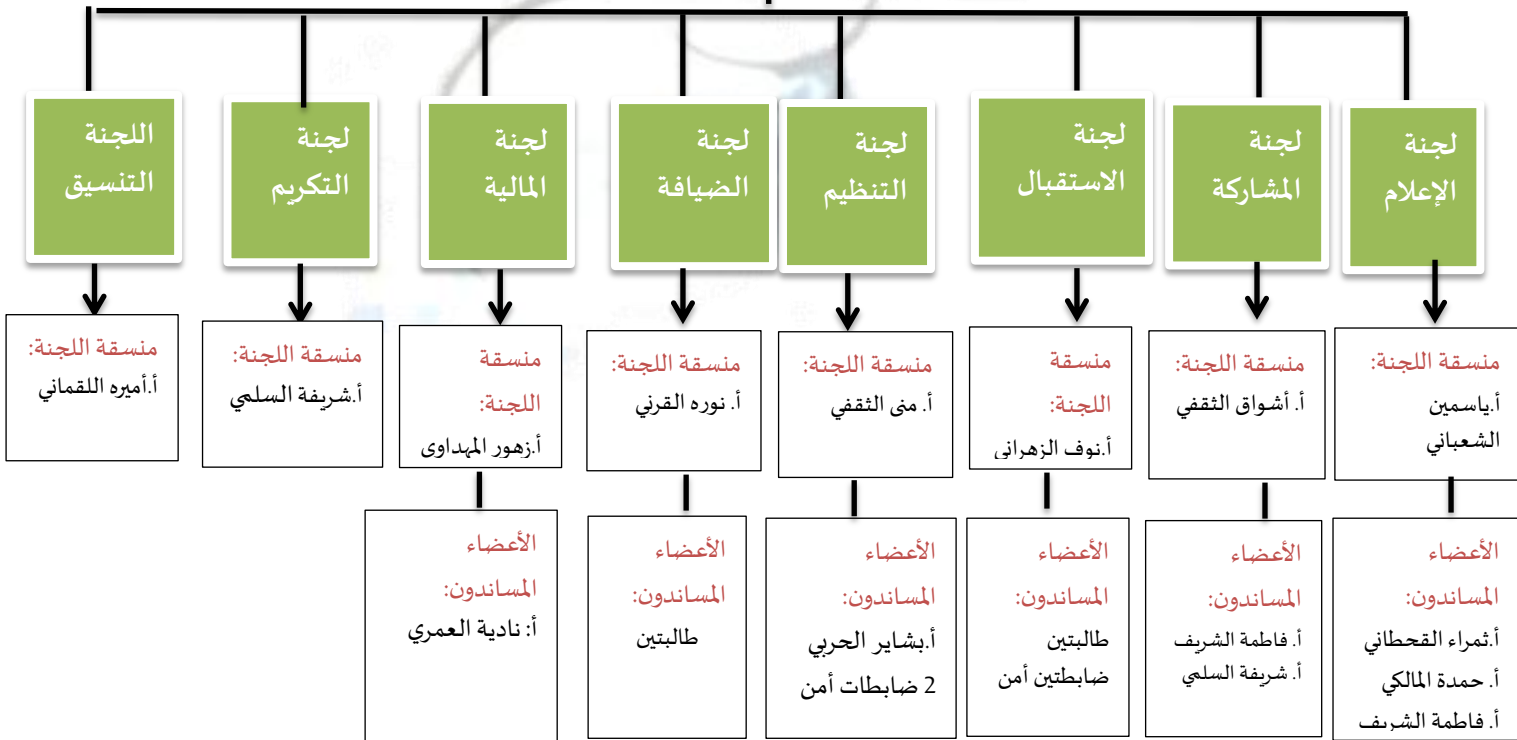 لجنة
الإعلام
لجنة
المشاركة
لجنة
الاستقبال
لجنة
التنظيم
لجنة
الضيافة
لجنة
المالية
لجنة
التكريم
اللجنة
التنسيق
منسقة اللجنة:
أ.ياسمين
الشعباني
منسقة اللجنة:
أ. أشواق الثقفي
منسقة
اللجنة:
أ.نوف الزهراني
منسقة اللجنة:
أ. منى الثقفي
منسقة اللجنة:
أ. نوره القرني
منسقة
اللجنة:
أ.زهور المهداوى
منسقة اللجنة:
أ.شريفة السلمي
منسقة اللجنة:
أ.أميره اللقماني
الأعضاء
المساندون:
أ.ثمراء القحطاني
أ. حمدة المالكي
أ. فاطمة الشريف
الأعضاء
المساندون:
أ. فاطمة الشريف
أ. شريفة السلمي
الأعضاء
المساندون:
طالبتين
ضابطتين أمن
الأعضاء
المساندون:
أ.بشاير الحربي
2 ضابطات أمن
الأعضاء
المساندون:
طالبتين
الأعضاء
المساندون:
أ: نادية العمري